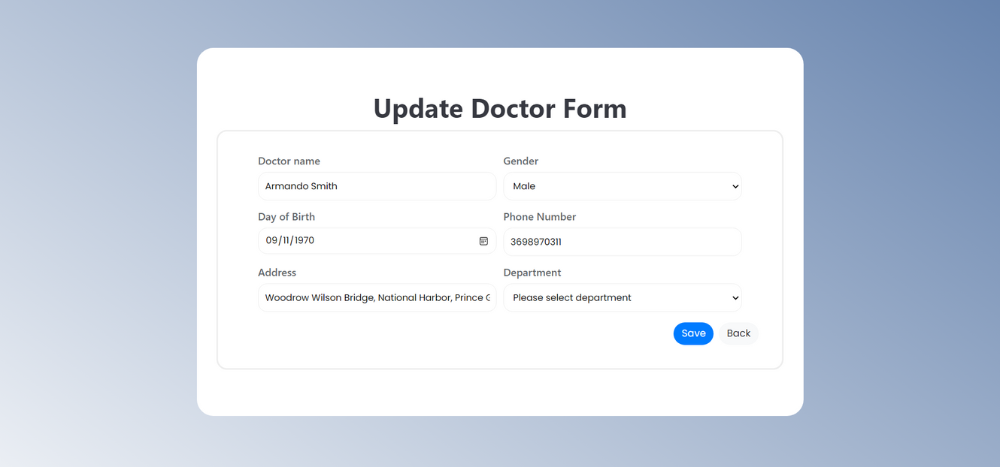 Update Doctor Form
Doctor name
Gender
Armando Smith
Male
Day of Birth
Phone Number
09/11/1970
3698970311
Address
Department
Woodrow Wilson Bridge, National Harbor, Prince
Please select department
Save
Back